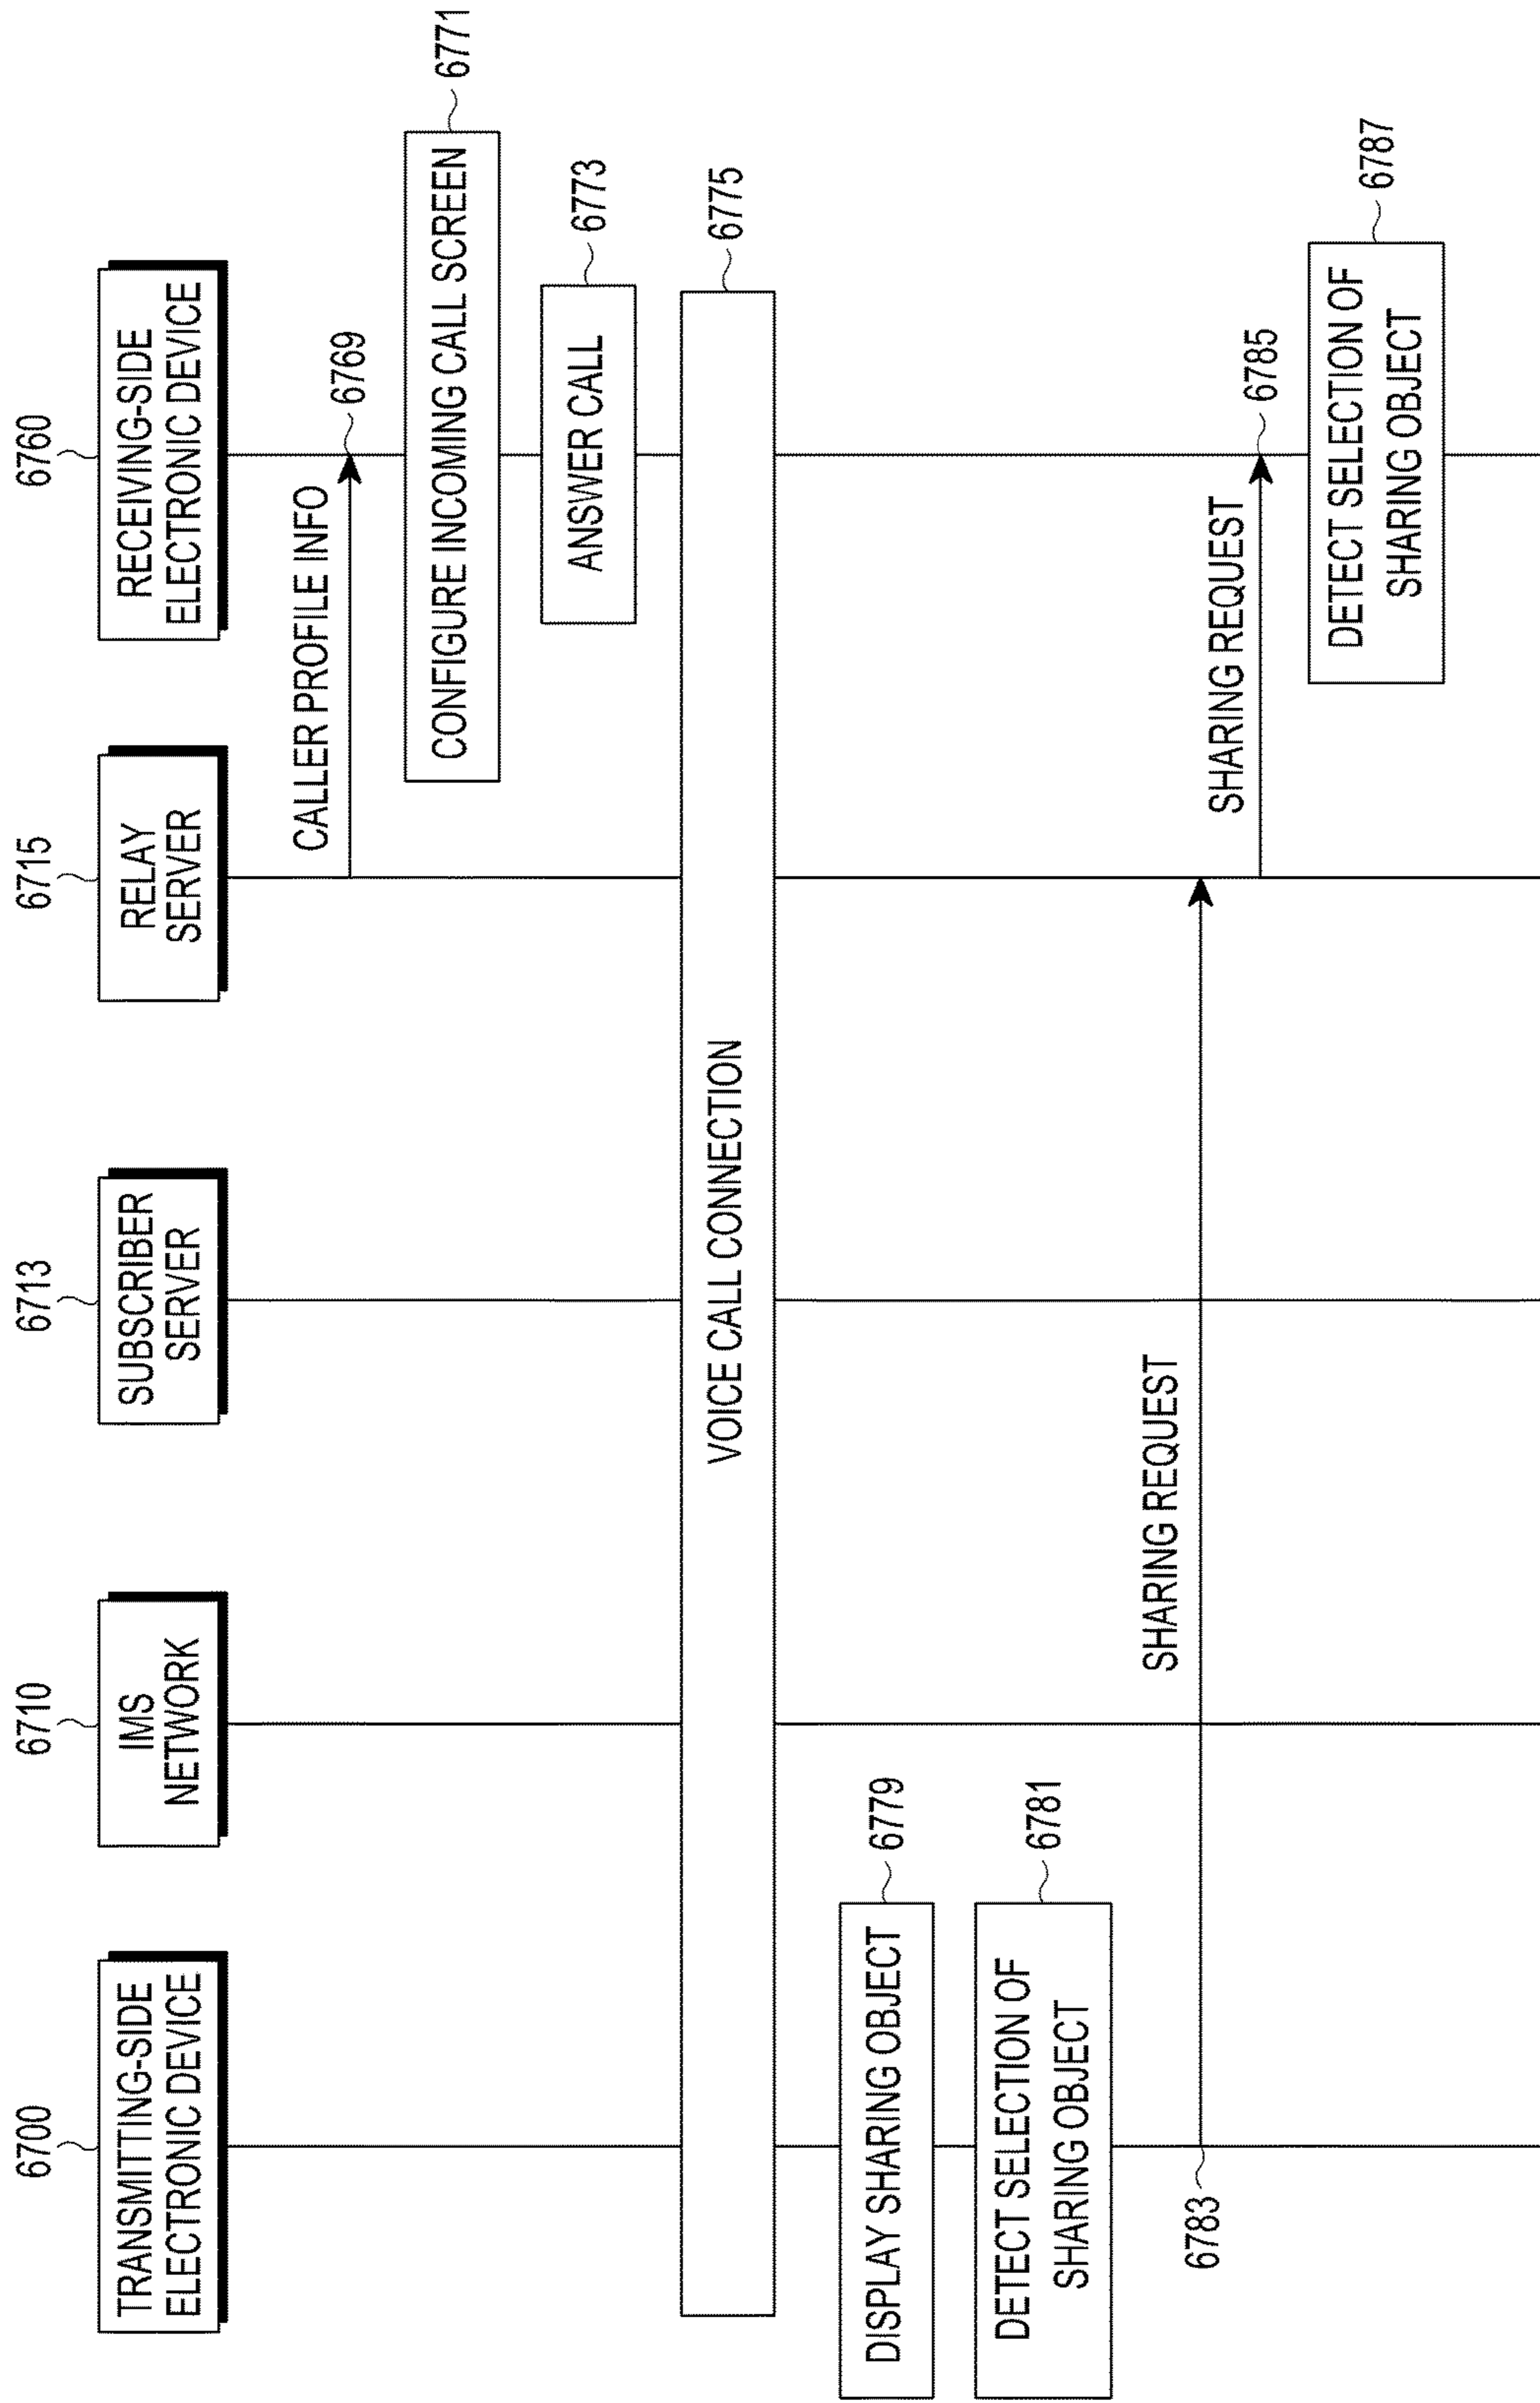 6700
TRANSMITTING-SIDE
ELECTRONIC DEVICE
6710
IMS
NETWORK
6713
SUBSCRIBER
SERVER
6715
RELAY
SERVER
6760
RECEIVING-SIDE
ELECTRONIC DEVICE
CALLER PROFILE INFO
6769
CONFIGURE INCOMING CALL SCREEN
6771
ANSWER CALL
6773
VOICE CALL CONNECTION
6775
DISPLAY SHARING OBJECT
6779
DETECT SELECTION OF
SHARING OBJECT
6781
SHARING REQUEST
6783
SHARING REQUEST
6785
DETECT SELECTION OF
SHARING OBJECT
6787